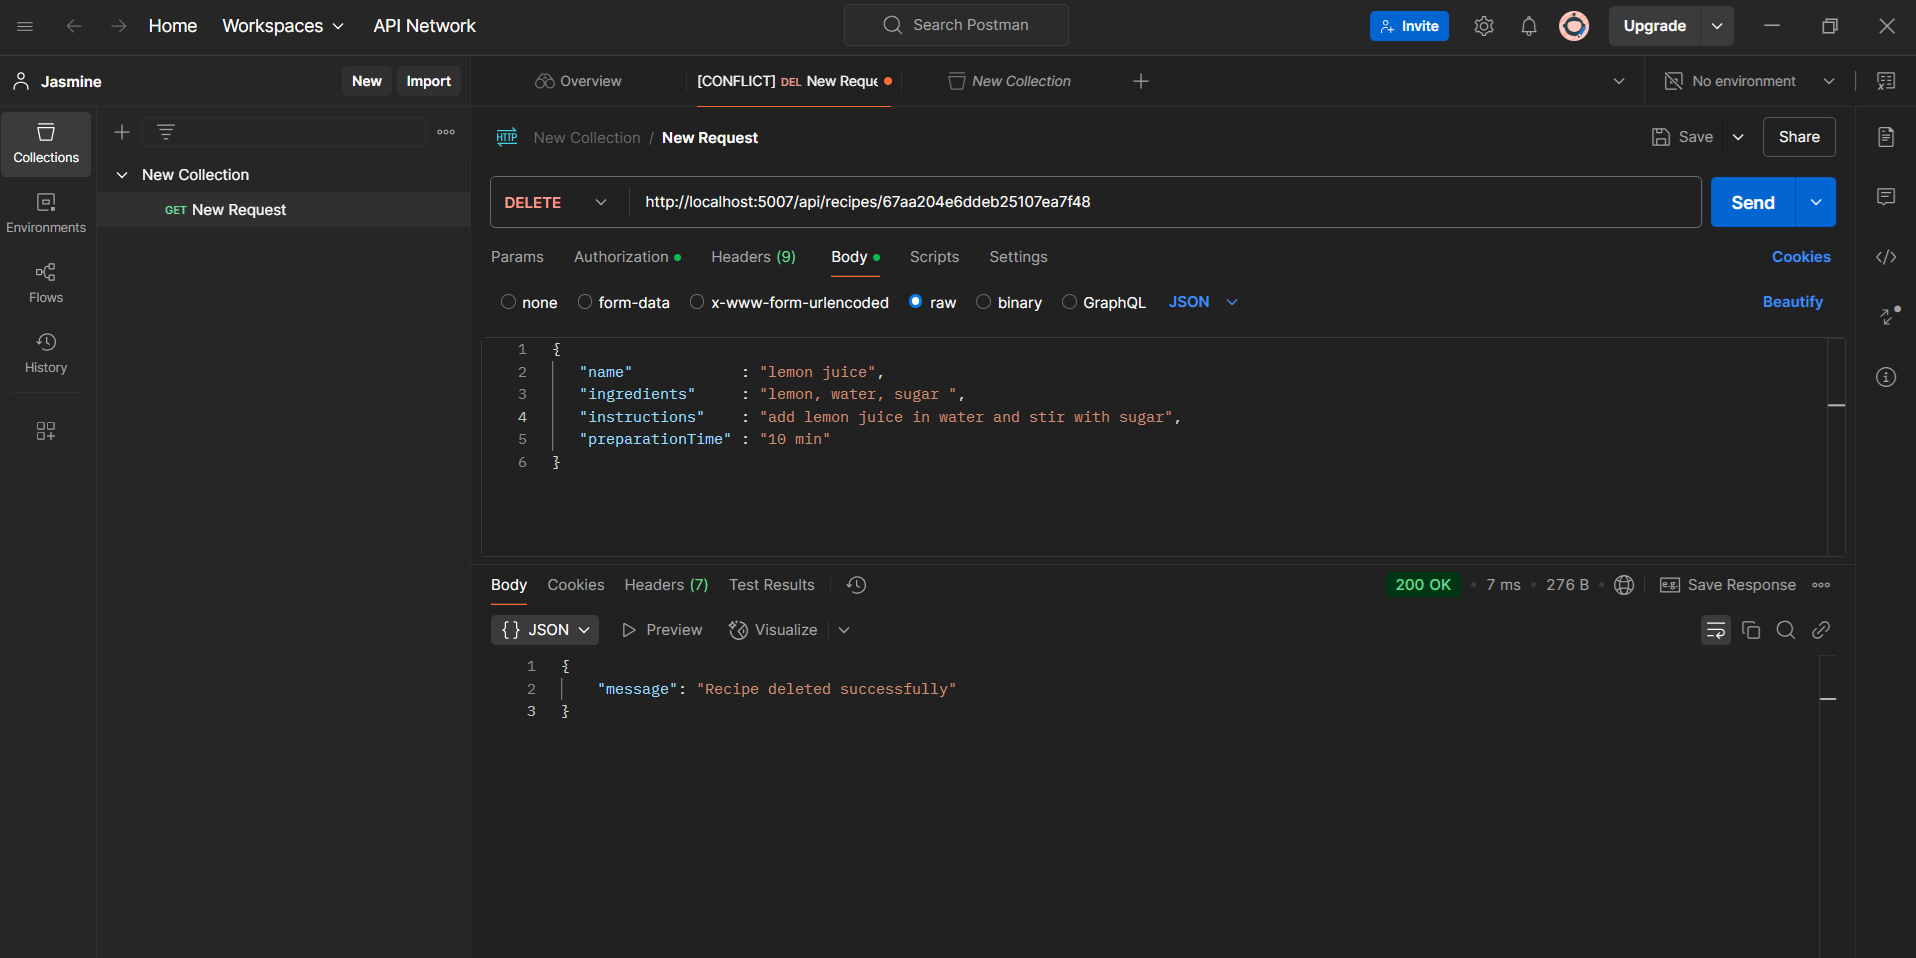 Home Workspaces API Network Search Postman Invite Upgrade
Jasmine New Import Overview [CONFLICT] DEL New Reque New Collection No environment
Collections
Environments
Flows
History
New Collection
GET New Request
HTTP New Collection / New Request Save Share
DELETE http://localhost:5007/api/recipes/67aa204e6ddeb25107ea7f48 Send
Params Authorization Headers (9) Body Scripts Settings Cookies
none form-data x-www-form-urlencoded raw binary GraphQL JSON Beautify
1 {
2 "name" : "lemon juice",
3 "ingredients" : "lemon, water, sugar ",
4 "instructions" : "add lemon juice in water and stir with sugar",
5 "preparationTime" : "10 min"
6 }
Body Cookies Headers (7) Test Results 200 OK 7 ms 276 B e.g. Save Response
{} JSON Preview Visualize
1 {
2 "message": "Recipe deleted successfully"
3 }